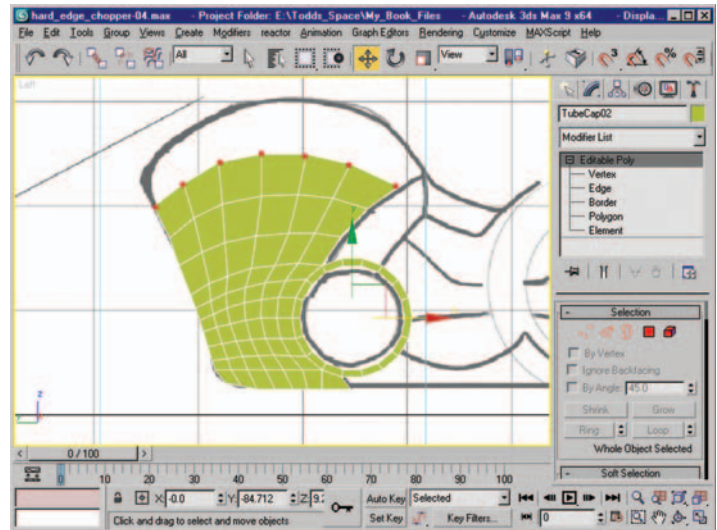 hard_edge_chopper-04.max - Project Folder: E:\Todds_Space\My_Book_Files - Autodesk 3ds Max 9 x64 - Displa...
File Edit Tools Group Views Create Modifiers reactor Animation Graph Editors Rendering Customize MAXScript Help
All View
Left
TubeCap02
Modifier List
Editable Poly
Vertex
Edge
Border
Polygon
Element
- Selection
By Vertex
Ignore Backfacing
By Angle: 45.0
Shrink Grow
Ring Loop
Whole Object Selected
- Soft Selection
z
0 / 100
0 10 20 30 40 50 60 70 80 90 100
X: -0.0 Y: -84.712 Z: 9.
Auto Key Selected
Click and drag to select and move objects
Set Key Key Filters... 0